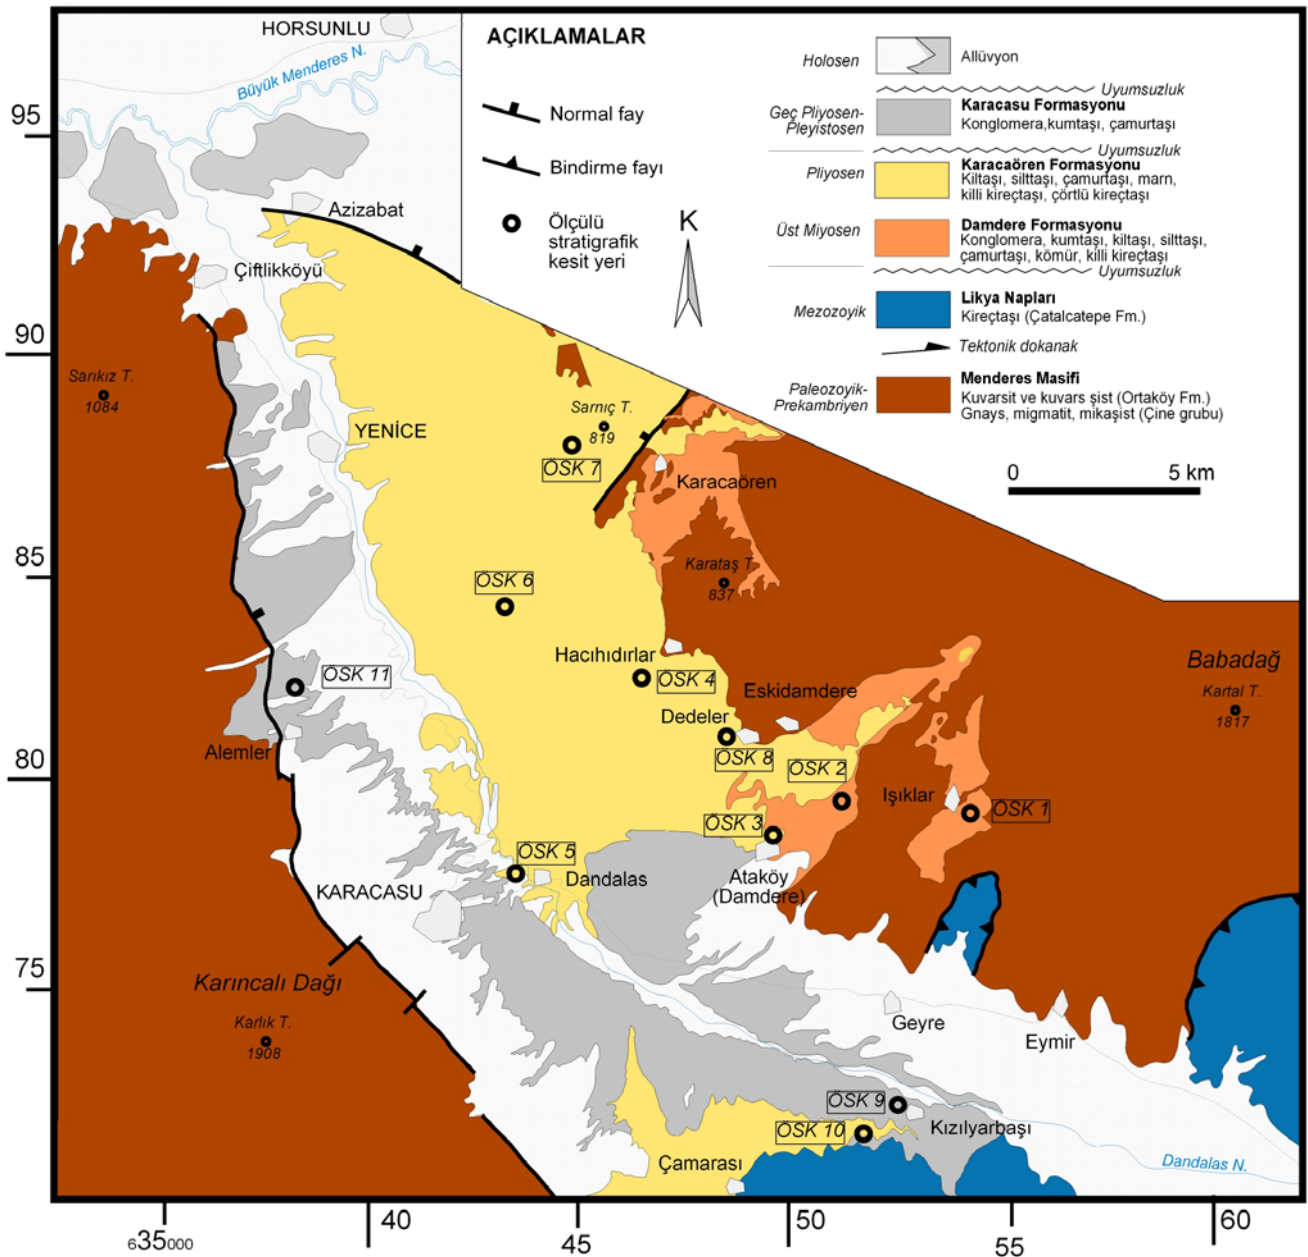 HORSUNLU
Büyük Menderes N.
AÇIKLAMALAR
Normal fay
Bindirme fayı
Ölçülü
stratigrafik
kesit yeri
K
Holosen
Allüvyon
Uyumsuzluk
Geç Pliyosen-
Pleyistosen
Karacasu Formasyonu
Konglomera,kumtaşı, çamurtaşı
Uyumsuzluk
Pliyosen
Karacaören Formasyonu
Kiltaşı, silttaşı, çamurtaşı, marn,
killi kireçtaşı, çörtlü kireçtaşı
Üst Miyosen
Damdere Formasyonu
Konglomera, kumtaşı, kiltaşı, silttaşı,
çamurtaşı, kömür, killi kireçtaşı
Uyumsuzluk
Mezozoyik
Likya Napları
Kireçtaşı (Çatalcatepe Fm.)
Tektonik dokanak
Paleozoyik-
Prekambriyen
Menderes Masifi
Kuvarsit ve kuvars şist (Ortaköy Fm.)
Gnays, migmatit, mikaşist (Çine grubu)
0 5 km
95
90
85
80
75
Azizabat
Çiftlikköyü
Sarıkız T.
1084
YENİCE
Sarnıç T.
819
ÖSK 7
Karacaören
Karataş T.
837
ÖSK 6
Hacıhıdırlar
ÖSK 4
ÖSK 11
Babadağ
Kartal T.
1817
Eskidamdere
Dedeler
Alemler
ÖSK 8
ÖSK 2
Işıklar
ÖSK 1
ÖSK 3
ÖSK 5
Dandalas
Ataköy
(Damdere)
KARACASU
Karıncalı Dağı
Karlık T.
1908
Geyre
Eymir
ÖSK 9
Kızılyarbaşı
ÖSK 10
Çamarası
Dandalas N.
635000
40
45
50
55
60